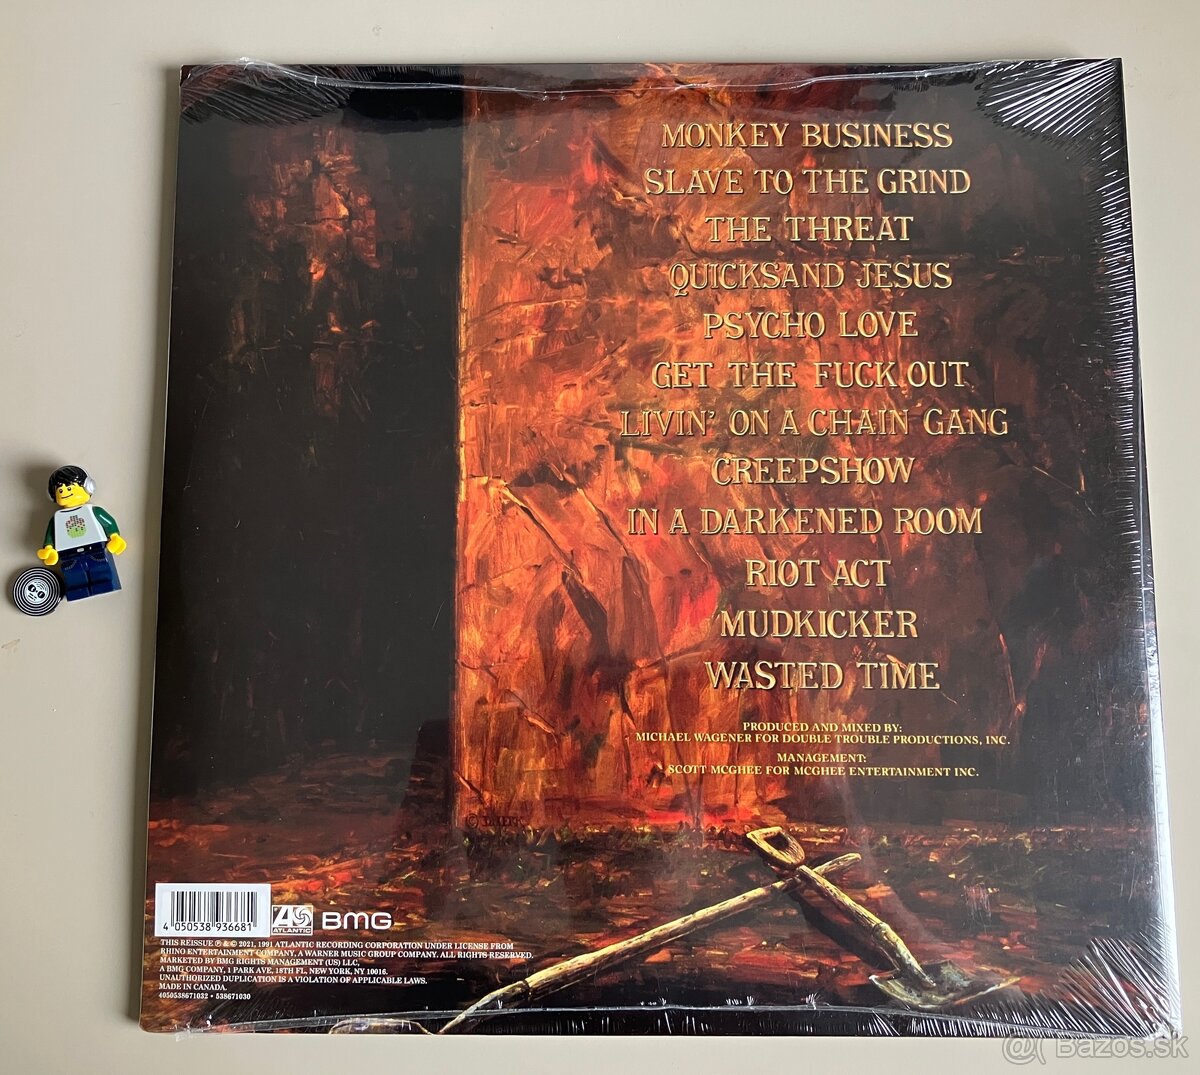 MONKEY BUSINESS
SLAVE TO THE GRIND
THE THREAT
QUICKSAND JESUS
PSYCHO LOVE
GET THE FUCK OUT
LIVIN' ON A CHAIN GANG
CREEPSHOW
IN A DARKENED ROOM
RIOT ACT
MUDKICKER
WASTED TIME
PRODUCED AND MIXED BY:
MICHAEL WAGENER FOR DOUBLE TROUBLE PRODUCTIONS, INC.
MANAGEMENT:
SCOTT MCGHEE FOR MCGHEE ENTERTAINMENT INC.
4 050538 936681
ATLANTIC
BMG
THIS REISSUE ℗ & © 2021, 1991 ATLANTIC RECORDING CORPORATION UNDER LICENSE FROM
RHINO ENTERTAINMENT COMPANY, A WARNER MUSIC GROUP COMPANY. ALL RIGHTS RESERVED.
MARKETED BY BMG RIGHTS MANAGEMENT (US) LLC,
A BMG COMPANY, 1 PARK AVE, 18TH FL, NEW YORK, NY 10016.
UNAUTHORIZED DUPLICATION IS A VIOLATION OF APPLICABLE LAWS.
MADE IN CANADA.
4050538671032 • 538671030
Bazos.sk